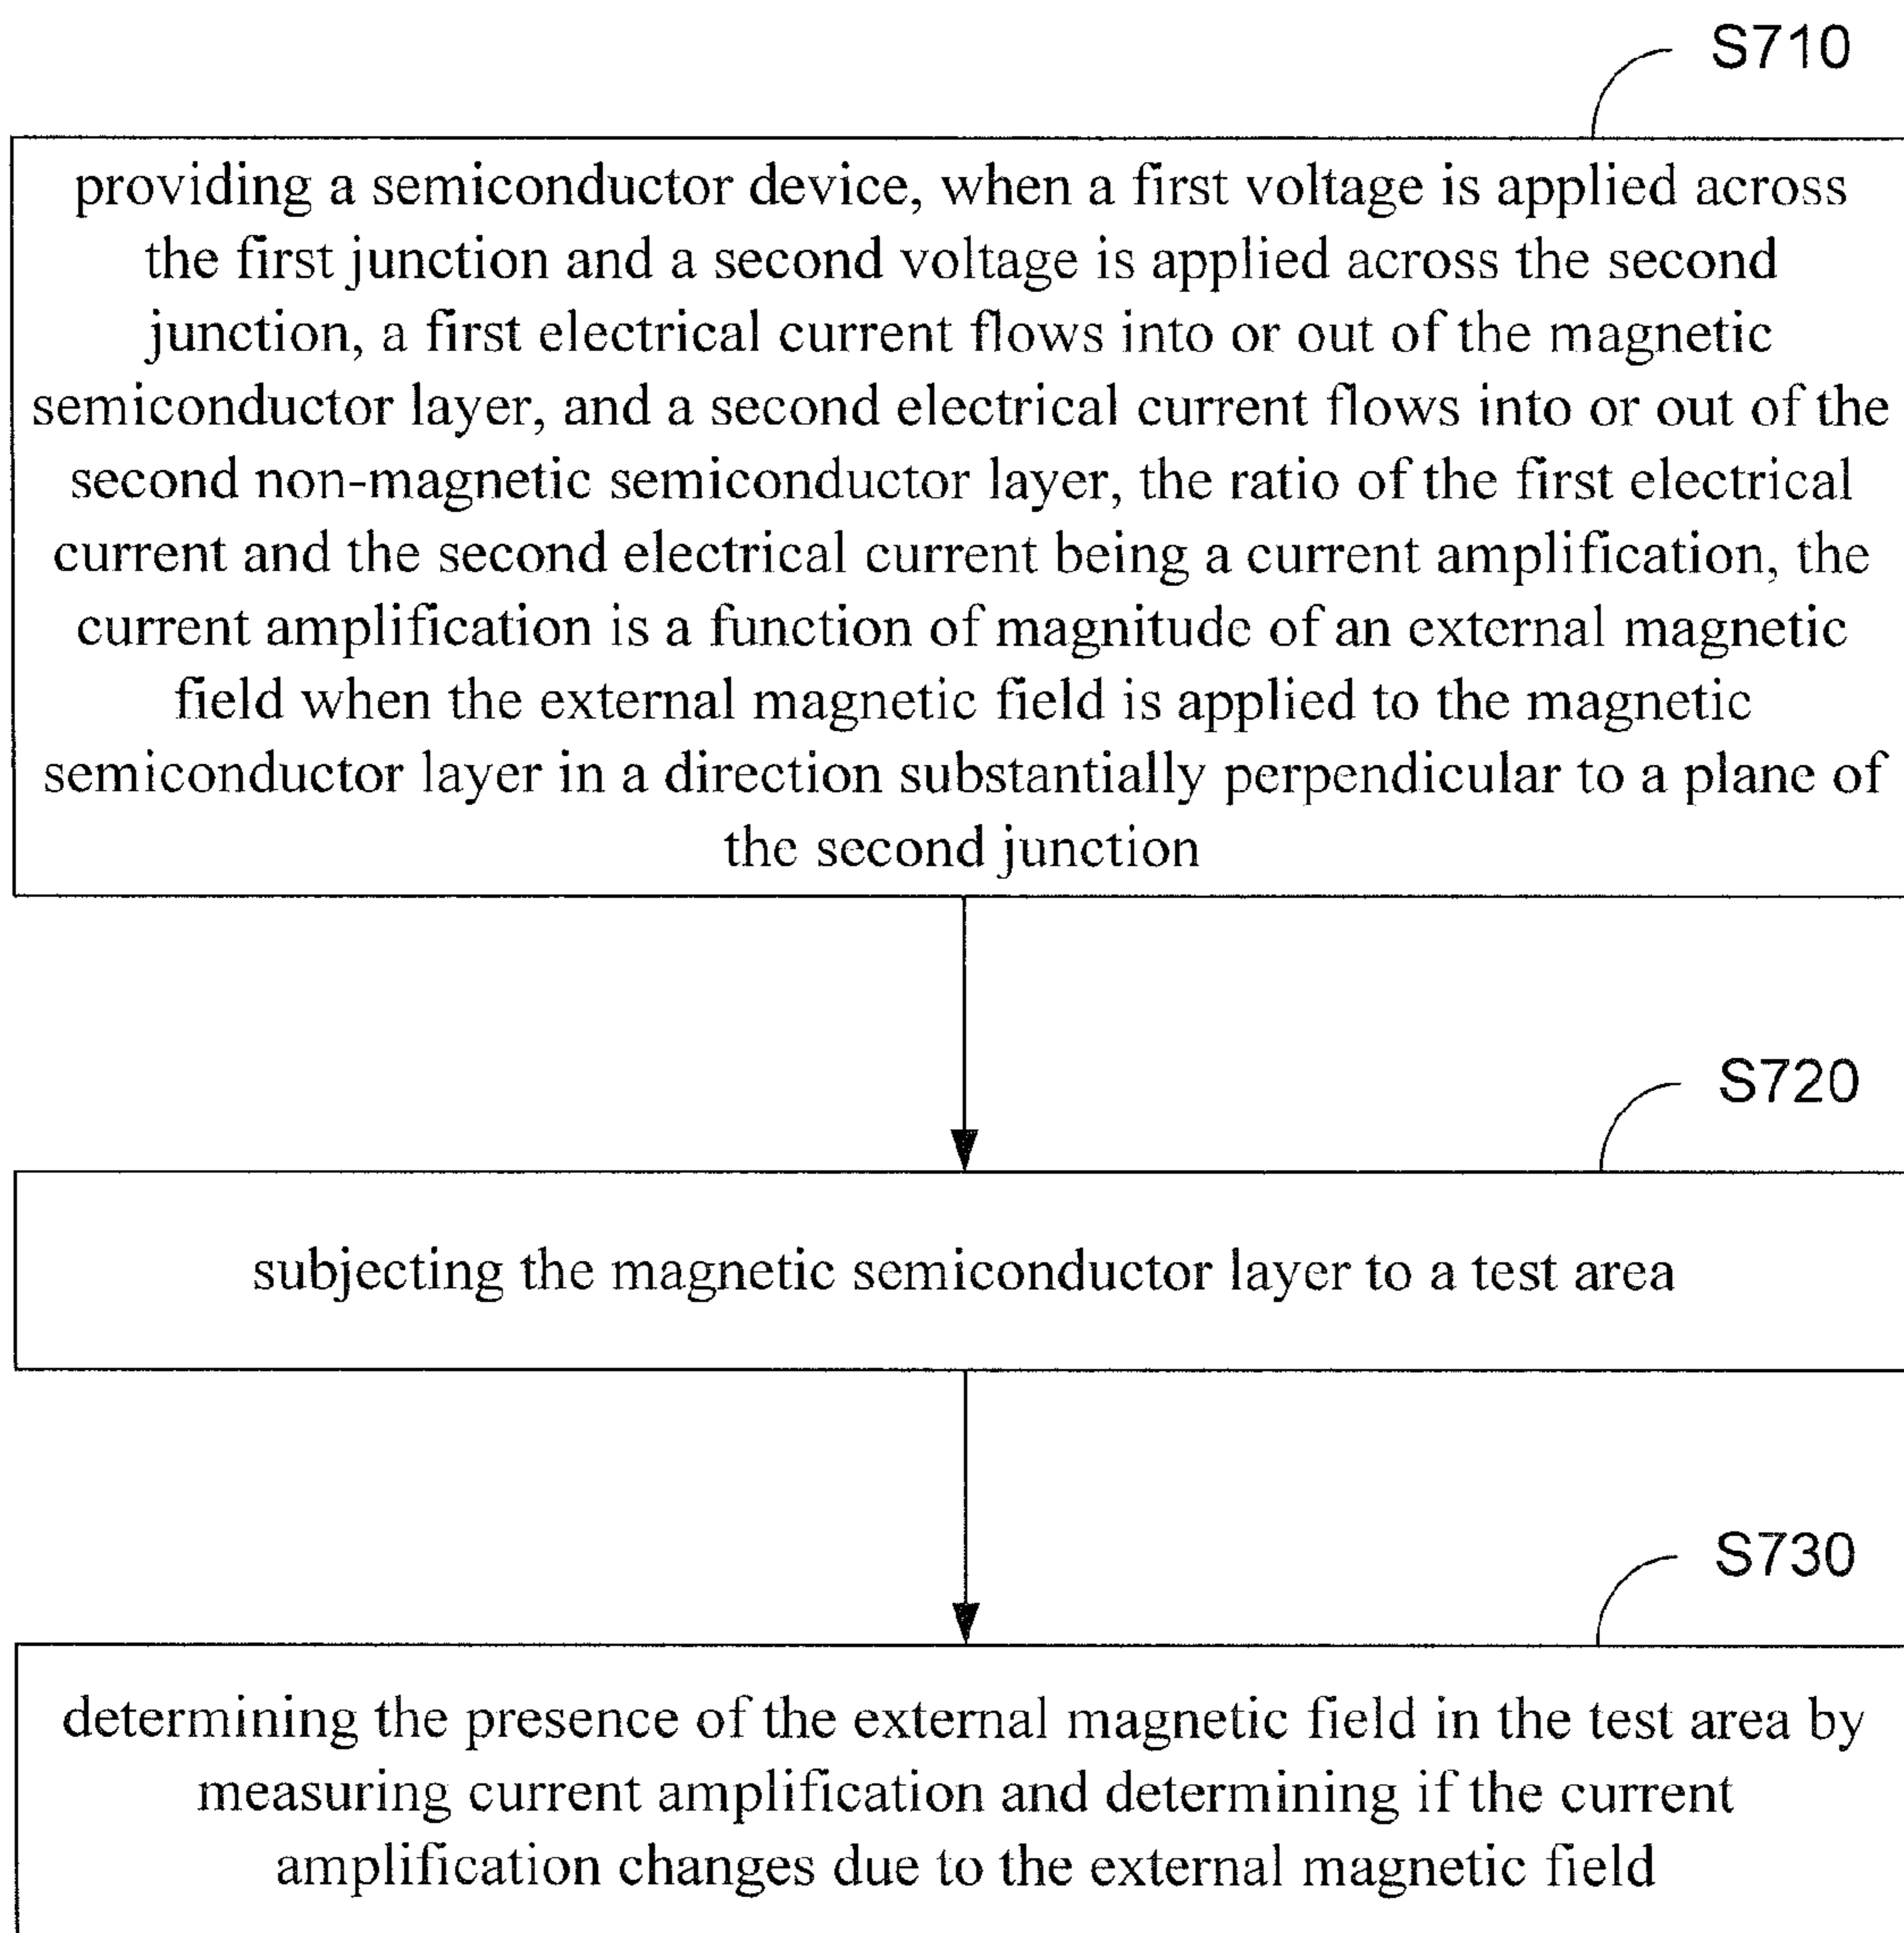 S710
providing a semiconductor device, when a first voltage is applied across
the first junction and a second voltage is applied across the second
junction, a first electrical current flows into or out of the magnetic
semiconductor layer, and a second electrical current flows into or out of the
second non-magnetic semiconductor layer, the ratio of the first electrical
current and the second electrical current being a current amplification, the
current amplification is a function of magnitude of an external magnetic
field when the external magnetic field is applied to the magnetic
semiconductor layer in a direction substantially perpendicular to a plane of
the second junction
S720
subjecting the magnetic semiconductor layer to a test area
S730
determining the presence of the external magnetic field in the test area by
measuring current amplification and determining if the current
amplification changes due to the external magnetic field